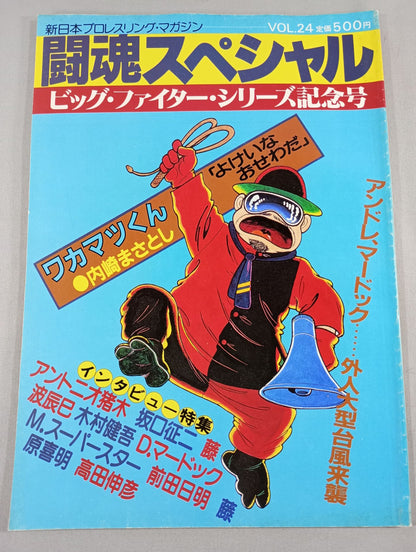 新日本プロレスリング・マガジン
VOL.24 定価500円
闘魂スペシャル
ビッグ・ファイター・シリーズ記念号
「よけいな
おせわだ」
ワカマツくん
●内崎まさとし
アンドレ、マードック……外人大型台風来襲
インタビュー特集
アントニオ猪木 坂口征二 藤
波辰巳 木村健吾 D.マードック
M.スーパースター 前田日明 藤
原喜明 高田伸彦